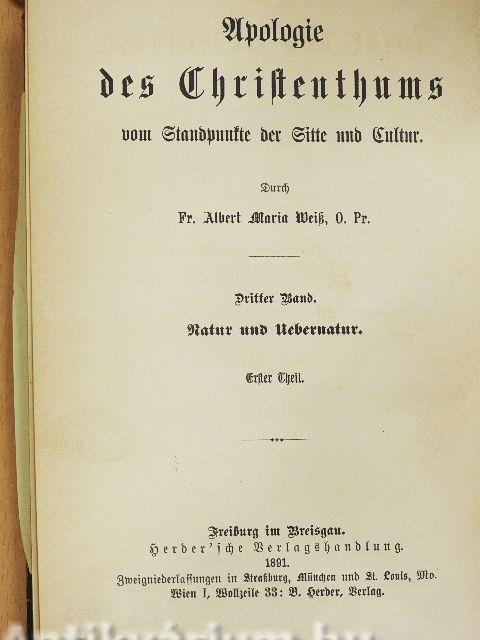 Apologie
des Christenthums
vom Standpunkte der Sitte und Cultur.
Durch
Fr. Albert Maria Weiß, O. Pr.
Dritter Band.
Natur und Uebernatur.
Erster Theil.
Freiburg im Breisgau.
Herder'sche Verlagshandlung.
1891.
Zweigniederlassungen in Straßburg, München und St. Louis, Mo.
Wien I, Wollzeile 33: B. Herder, Verlag.
Antikvárium.hu